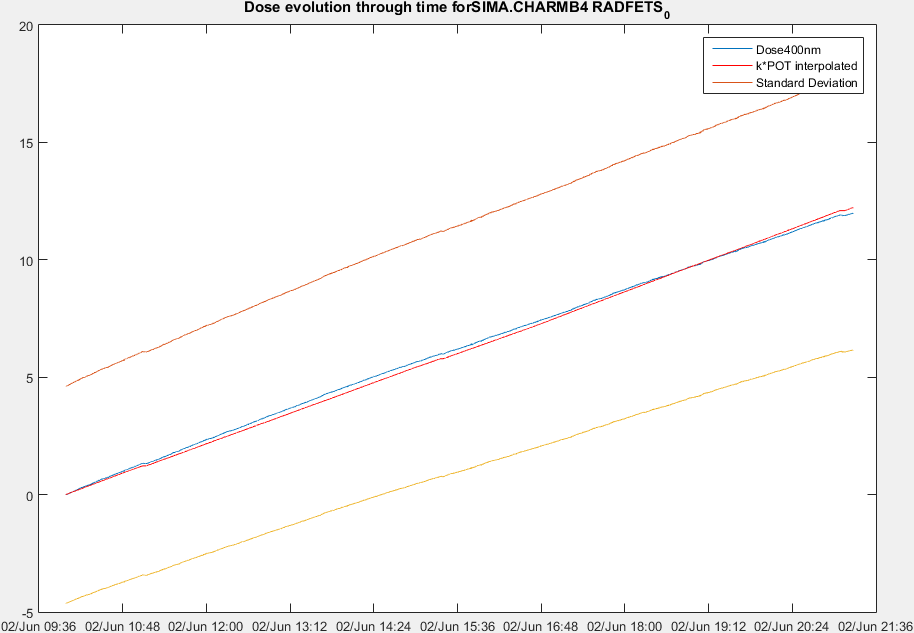 Dose evolution through time forSIMA.CHARMB4 RADFETS0
20
Dose400nm
k*POT interpolated
Standard Deviation
15
10
5
0
-5
02/Jun 09:36 02/Jun 10:48 02/Jun 12:00 02/Jun 13:12 02/Jun 14:24 02/Jun 15:36 02/Jun 16:48 02/Jun 18:00 02/Jun 19:12 02/Jun 20:24 02/Jun 21:36